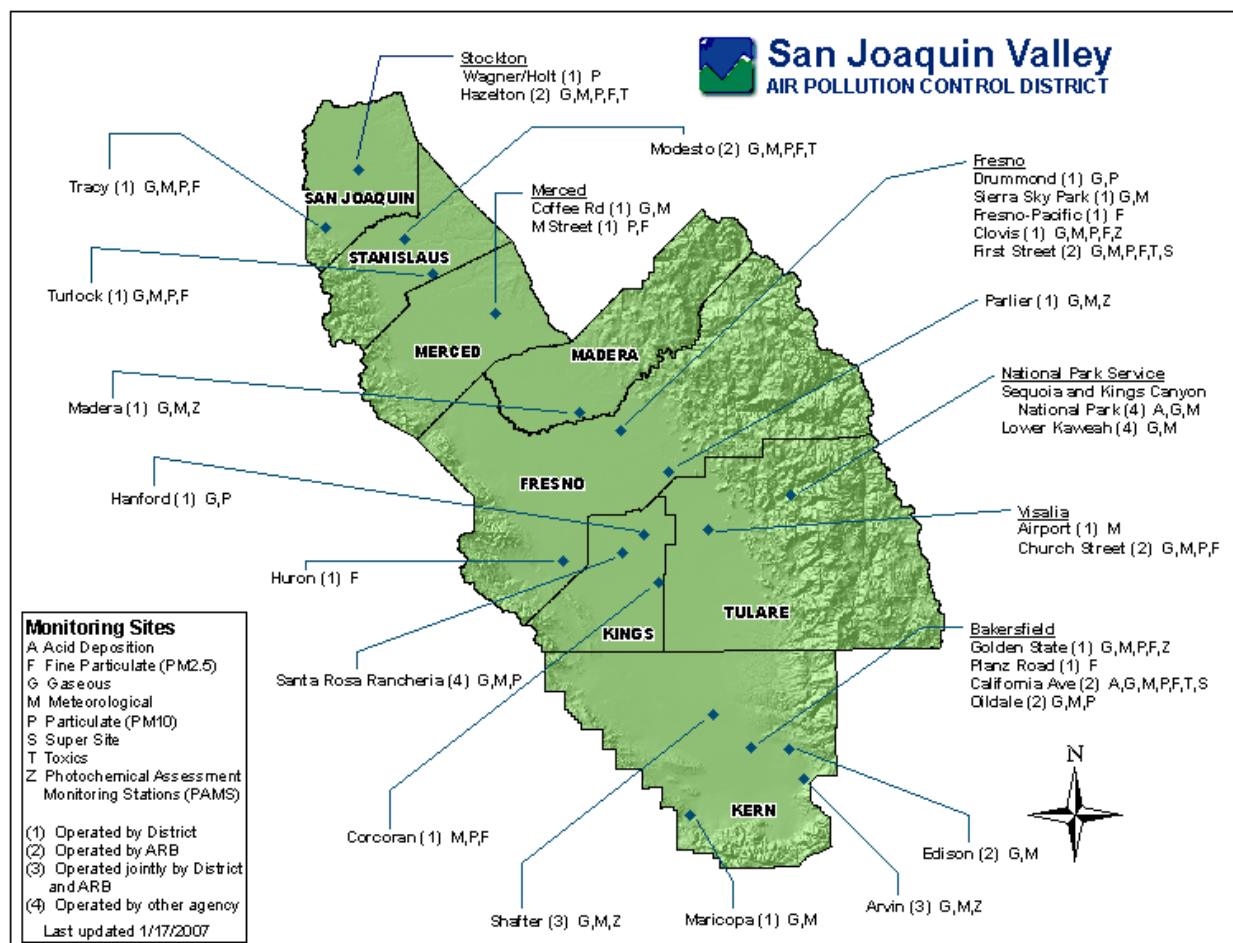 San Joaquin Valley
AIR POLLUTION CONTROL DISTRICT
Stockton
Wagner/Holt (1) P
Hazelton (2) G,M,P,F,T
Modesto (2) G,M,P,F,T
Tracy (1) G,M,P,F
Merced
Coffee Rd (1) G,M
M Street (1) P,F
Fresno
Drummond (1) G,P
Sierra Sky Park (1) G,M
Fresno-Pacific (1) F
Clovis (1) G,M,P,F,Z
First Street (2) G,M,P,F,T,S
Turlock (1) G,M,P,F
Parlier (1) G,M,Z
Madera (1) G,M,Z
National Park Service
Sequoia and Kings Canyon
National Park (4) A,G,M
Lower Kaweah (4) G,M
Hanford (1) G,P
Visalia
Airport (1) M
Church Street (2) G,M,P,F
Huron (1) F
SAN JOAQUIN
STANISLAUS
MERCED
MADERA
FRESNO
TULARE
KINGS
KERN
Santa Rosa Rancheria (4) G,M,P
Bakersfield
Golden State (1) G,M,P,F,Z
Planz Road (1) F
California Ave (2) A,G,M,P,F,T,S
Oildale (2) G,M,P
Corcoran (1) M,P,F
Edison (2) G,M
Arvin (3) G,M,Z
Maricopa (1) G,M
Shafter (3) G,M,Z
N
Monitoring Sites
A Acid Deposition
F Fine Particulate (PM2.5)
G Gaseous
M Meteorological
P Particulate (PM10)
S Super Site
T Toxics
Z Photochemical Assessment
Monitoring Stations (PAMS)
(1) Operated by District
(2) Operated by ARB
(3) Operated jointly by District
and ARB
(4) Operated by other agency
Last updated 1/17/2007